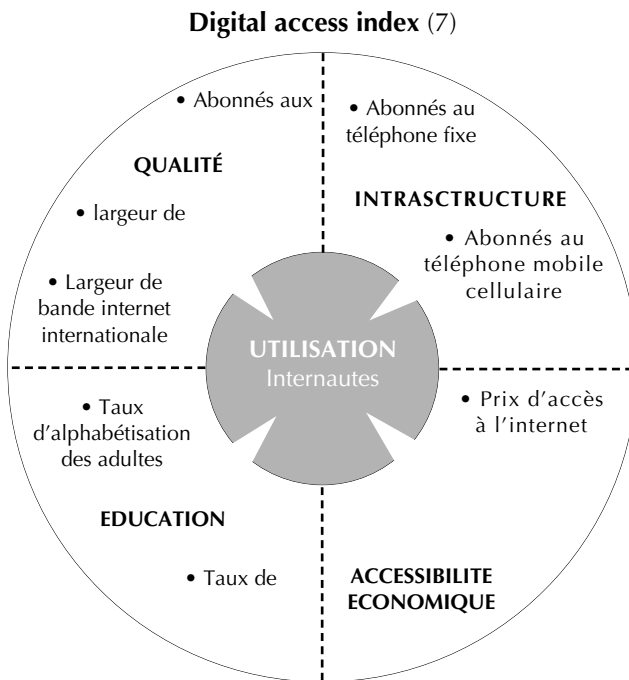 Digital access index (7)
• Abonnés aux
QUALITÉ
• largeur de
• Largeur de
bande internet
internationale
• Abonnés au
téléphone fixe
INTRASCTRUCTURE
• Abonnés au
téléphone mobile
cellulaire
UTILISATION
Internautes
• Taux
d'alphabétisation
des adultes
EDUCATION
• Taux de
• Prix d'accès
à l'internet
ACCESSIBILITE
ECONOMIQUE